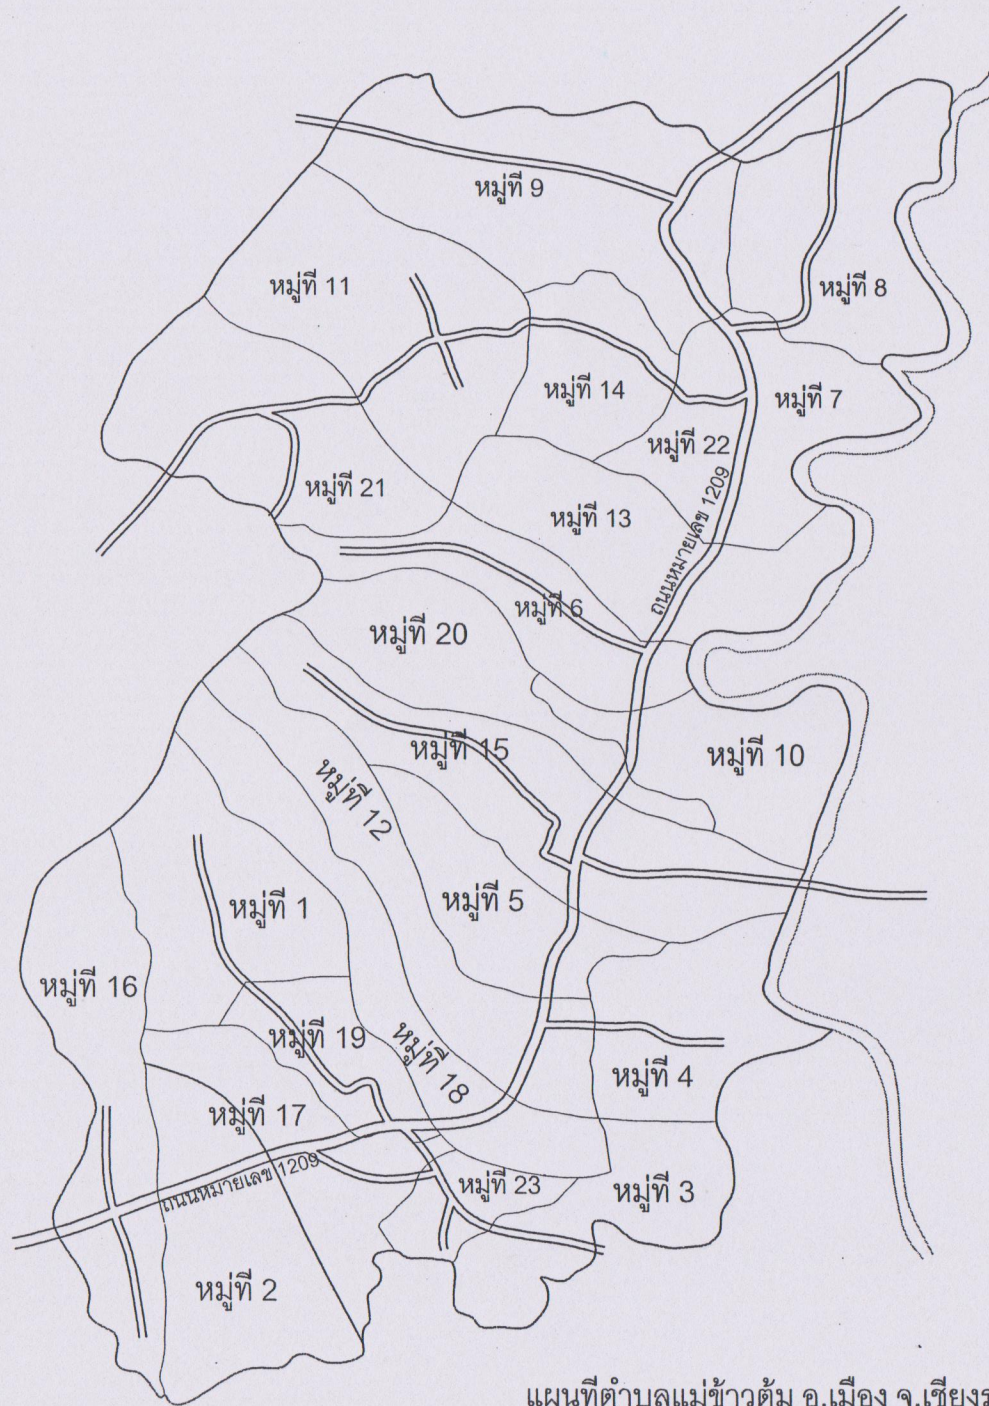 หมู่ที่ 9
หมู่ที่ 11
หมู่ที่ 8
หมู่ที่ 14
หมู่ที่ 7
หมู่ที่ 22
หมู่ที่ 21
หมู่ที่ 13
ถนนหมายเลข 1209
หมู่ที่ 6
หมู่ที่ 20
หมู่ที่ 15
หมู่ที่ 10
หมู่ที่ 12
หมู่ที่ 1
หมู่ที่ 5
หมู่ที่ 16
หมู่ที่ 19
หมู่ที่ 18
หมู่ที่ 4
หมู่ที่ 17
ถนนหมายเลข 1209
หมู่ที่ 23
หมู่ที่ 3
หมู่ที่ 2
แผนที่ตำบลแม่ข้าวต้ม อ.เมือง จ.เชียงร